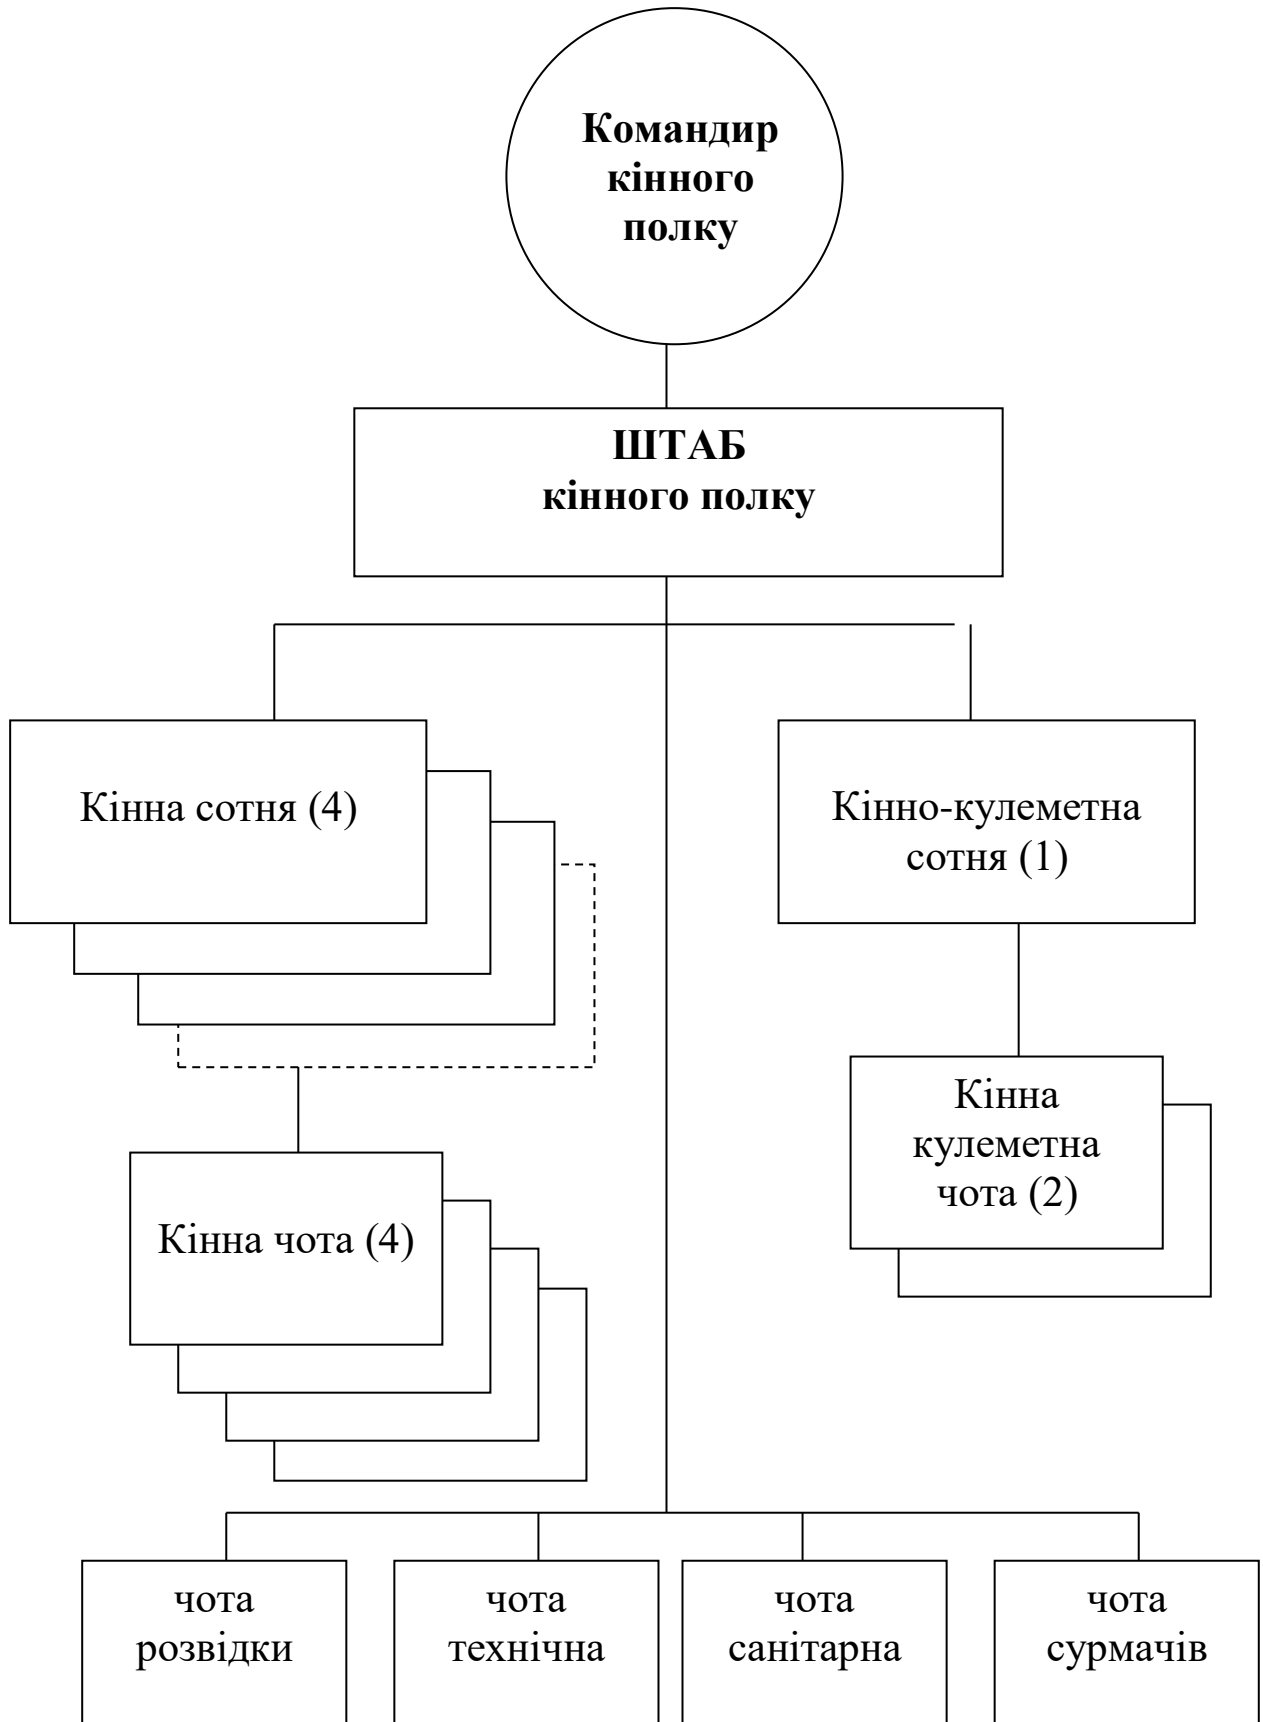 Командир
кінного
полку
ШТАБ
кінного полку
Кінна сотня (4)
Кінно-кулеметна
сотня (1)
Кінна
кулеметна
чота (2)
Кінна чота (4)
чота
розвідки
чота
технічна
чота
санітарна
чота
сурмачів